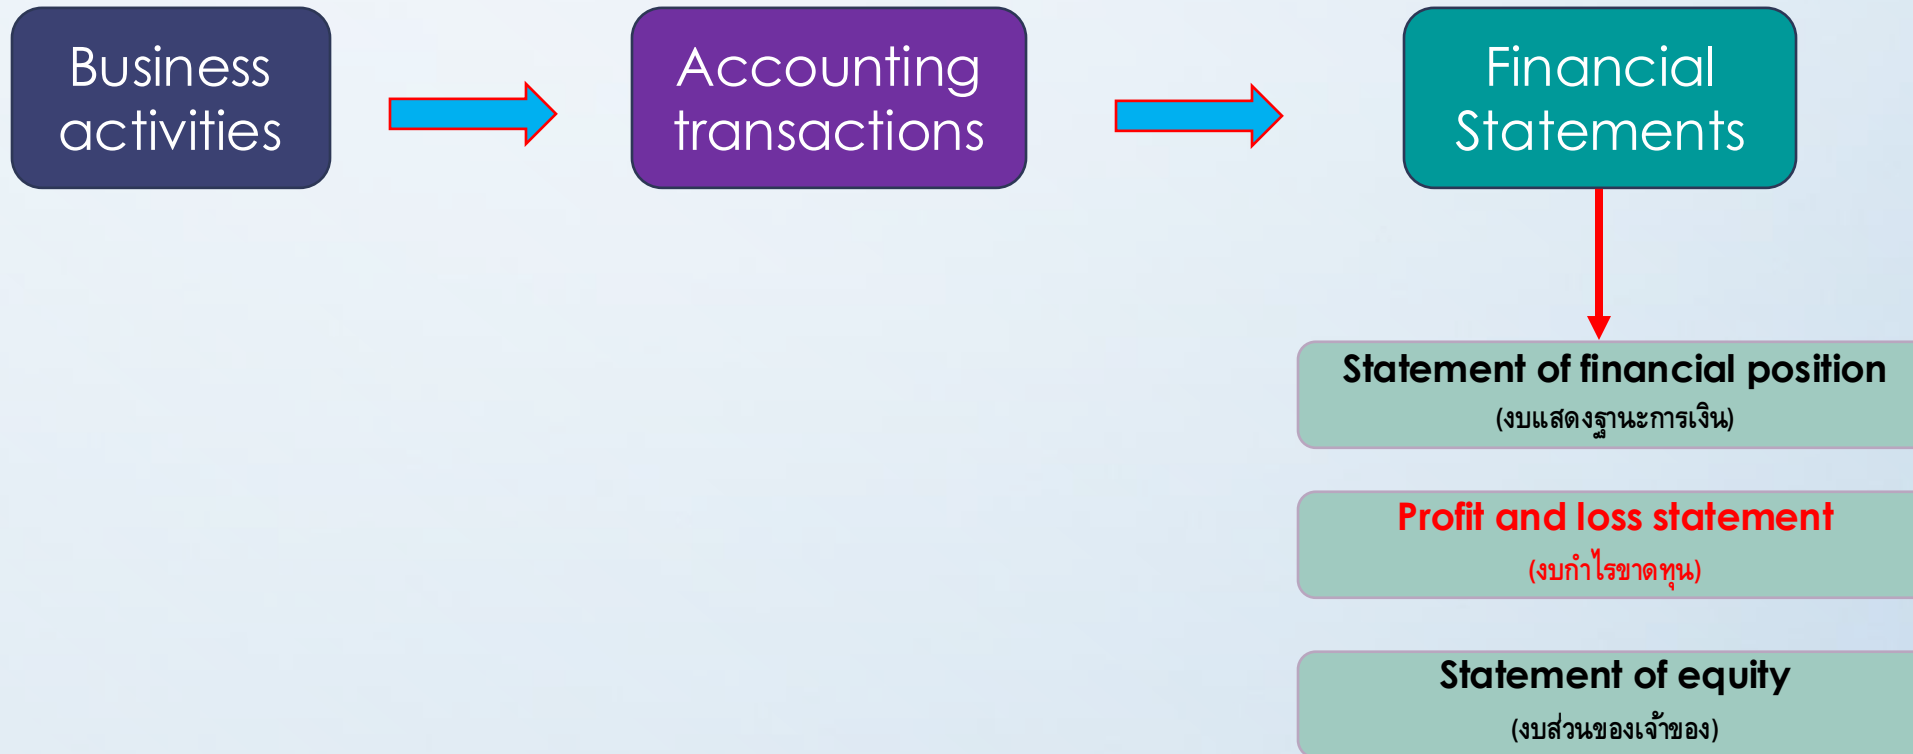 Business
activities
Accounting
transactions
Financial
Statements
Statement of financial position
(งบแสดงฐานะการเงิน)
Profit and loss statement
(งบกำไรขาดทุน)
Statement of equity
(งบส่วนของเจ้าของ)